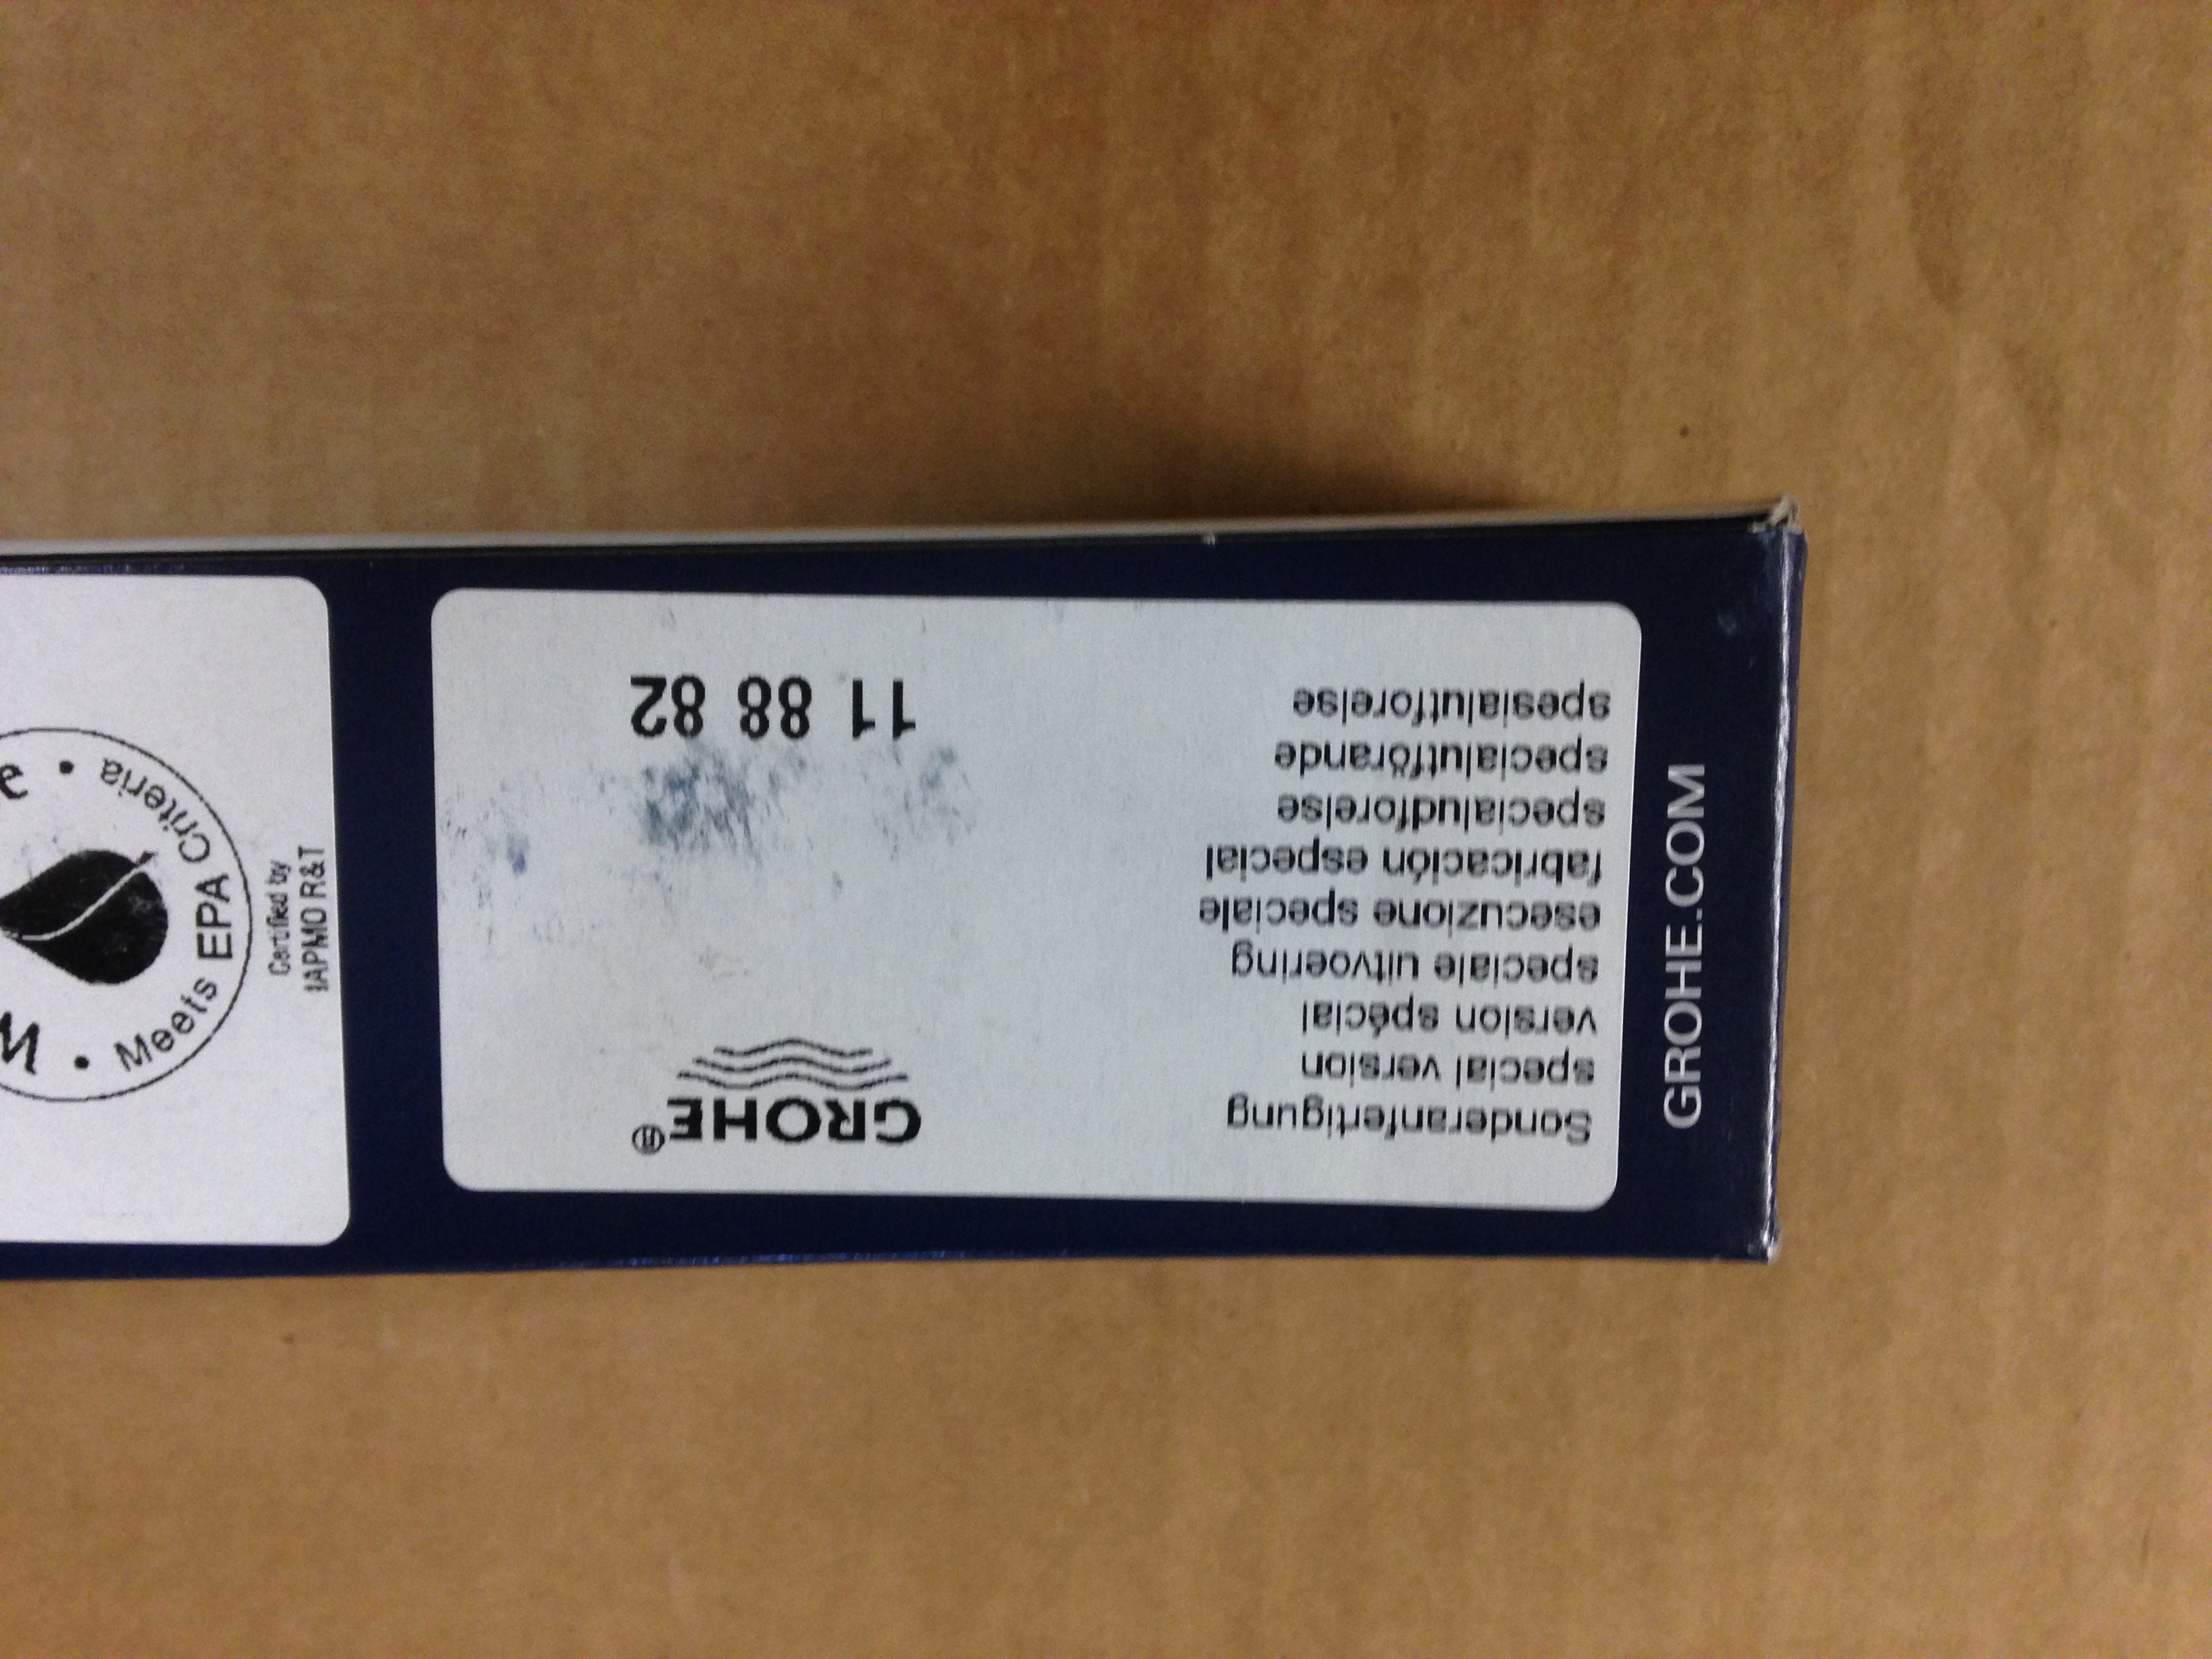 GROHE®
Sonderanfertigung
special version
version spécial
speciale uitvoering
esecuzione speciale
fabricación especial
specialudforelse
specialutförande
spesialutforelse
11 88 82
GROHE.COM
Meets EPA Criteria
Certified by
IAPMO R&T